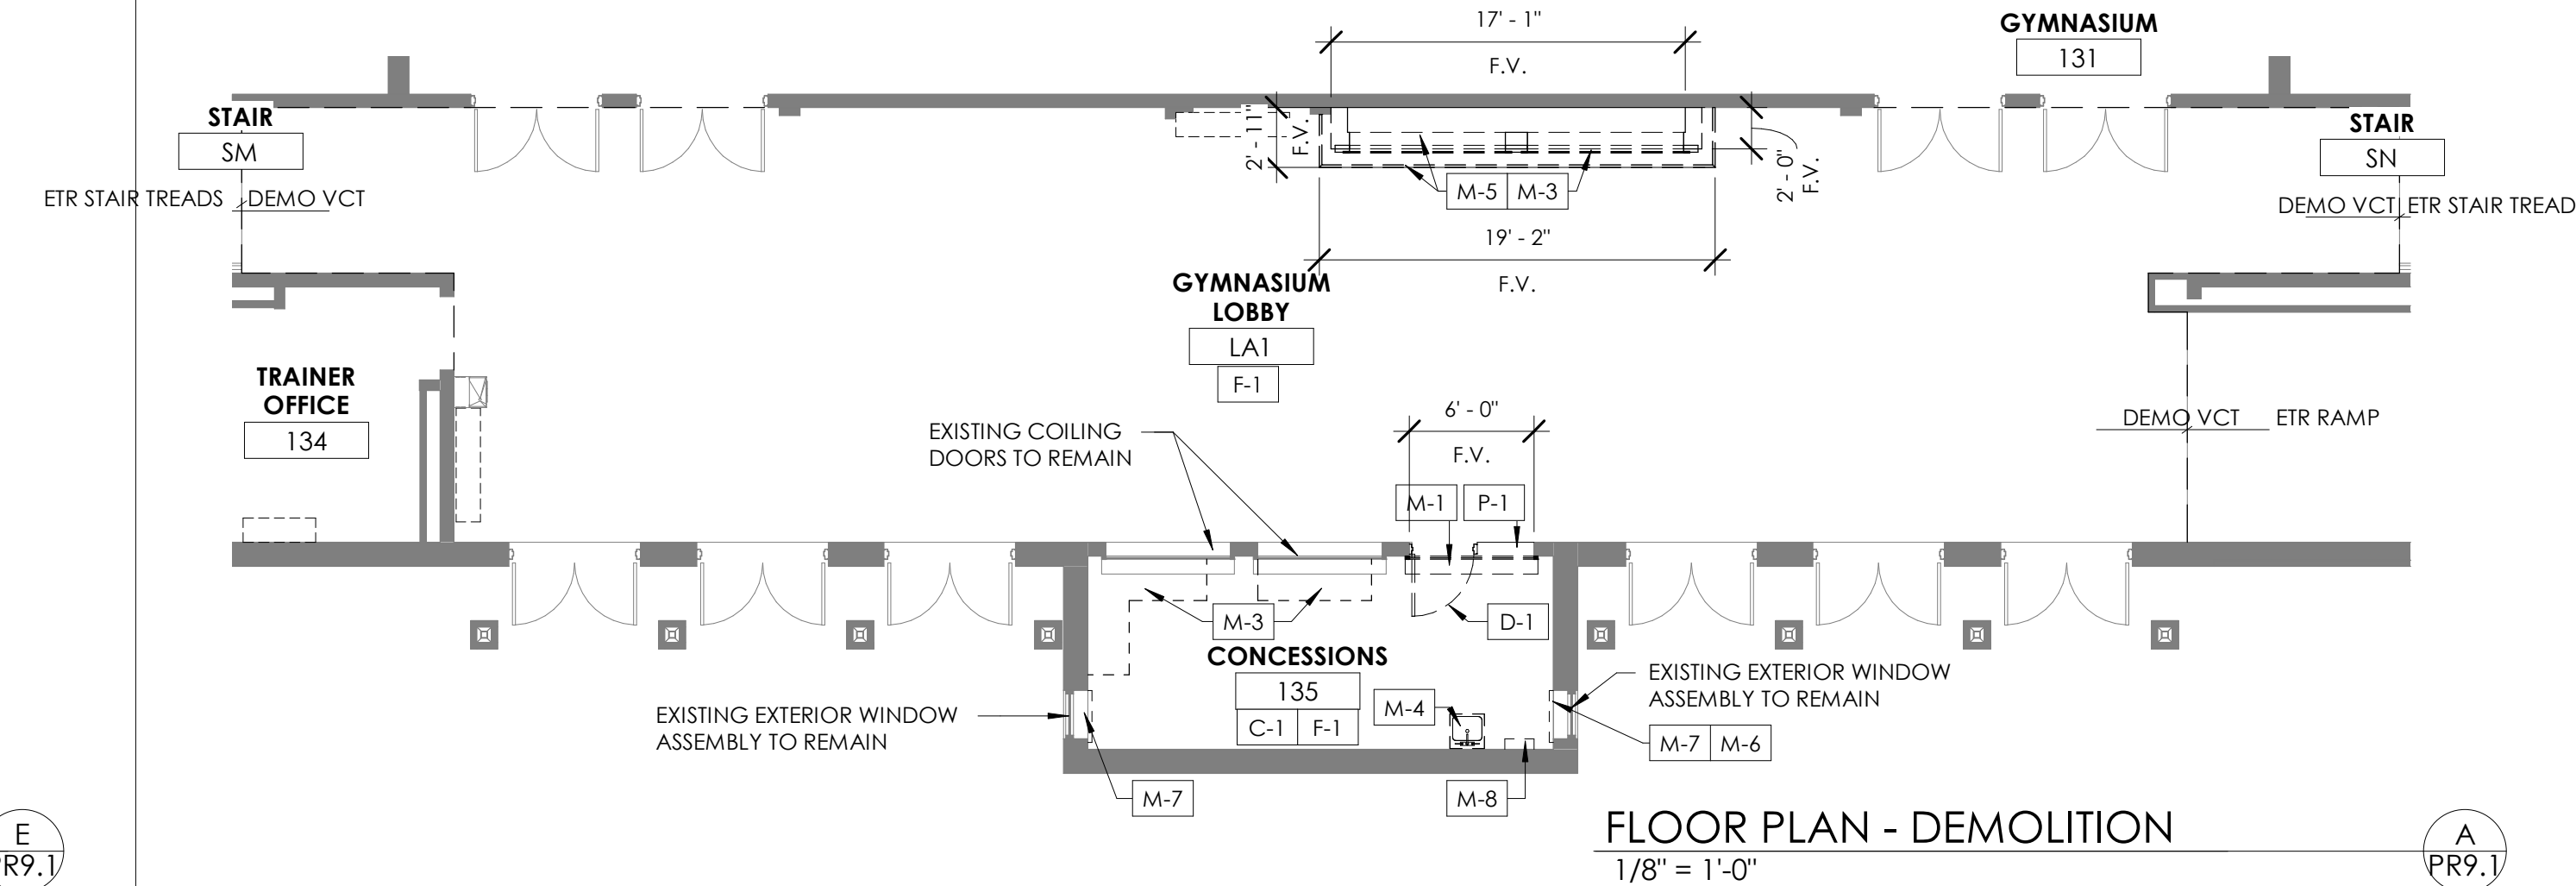 17' - 1"
F.V.
GYMNASIUM
131
STAIR
SM
ETR STAIR TREADS
DEMO VCT
2' - 11"
F.V.
2' - 0"
F.V.
M-5
M-3
19' - 2"
F.V.
STAIR
SN
DEMO VCT
ETR STAIR TREAD
GYMNASIUM
LOBBY
LA1
F-1
TRAINER
OFFICE
134
EXISTING COILING
DOORS TO REMAIN
6' - 0"
F.V.
M-1
P-1
DEMO VCT
ETR RAMP
M-3
D-1
CONCESSIONS
135
C-1
F-1
M-4
EXISTING EXTERIOR WINDOW
ASSEMBLY TO REMAIN
EXISTING EXTERIOR WINDOW
ASSEMBLY TO REMAIN
M-7
M-6
M-7
M-8
E
PR9.1
FLOOR PLAN - DEMOLITION
1/8" = 1'-0"
A
PR9.1